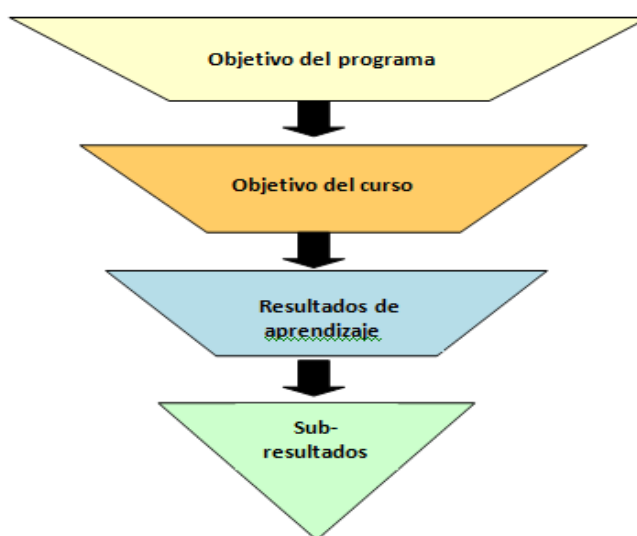 Objetivo del programa
Objetivo del curso
Resultados de
aprendizaje
Sub-
resultados